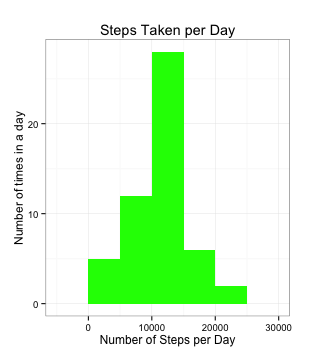 Steps Taken per Day
Number of times in a day
20
10
0
0 10000 20000 30000
Number of Steps per Day